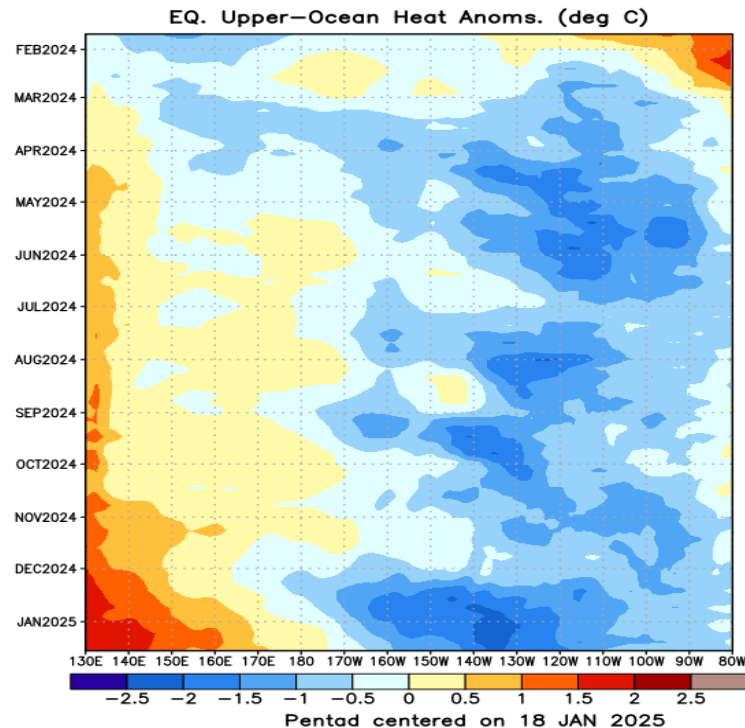 EQ. Upper-Ocean Heat Anoms. (deg C)
FEB2024
MAR2024
APR2024
MAY2024
JUN2024
JUL2024
AUG2024
SEP2024
OCT2024
NOV2024
DEC2024
JAN2025
130E 140E 150E 160E 170E 180 170W 160W 150W 140W 130W 120W 110W 100W 90W 80W
-2.5 -2 -1.5 -1 -0.5 0 0.5 1 1.5 2 2.5
Pentad centered on 18 JAN 2025